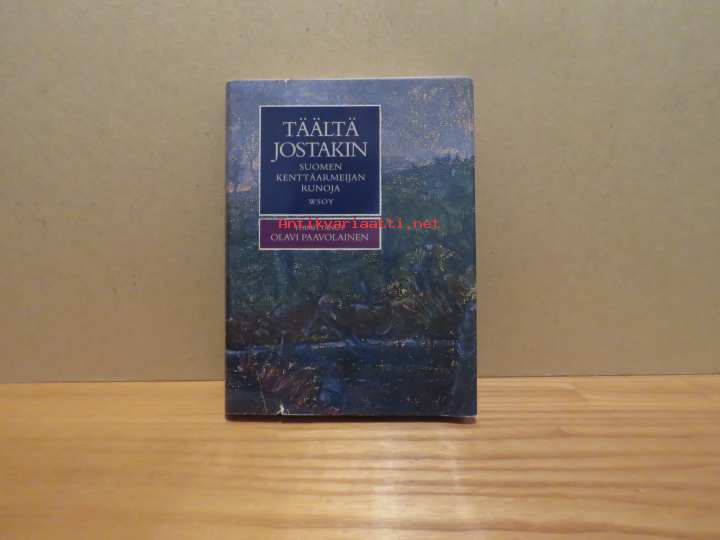 TÄÄLTÄ
JOSTAKIN
SUOMEN
KENTTÄARMEIJAN
RUNOJA
WSOY
Antikvariaatti.net
OLAVI PAAVOLAINEN